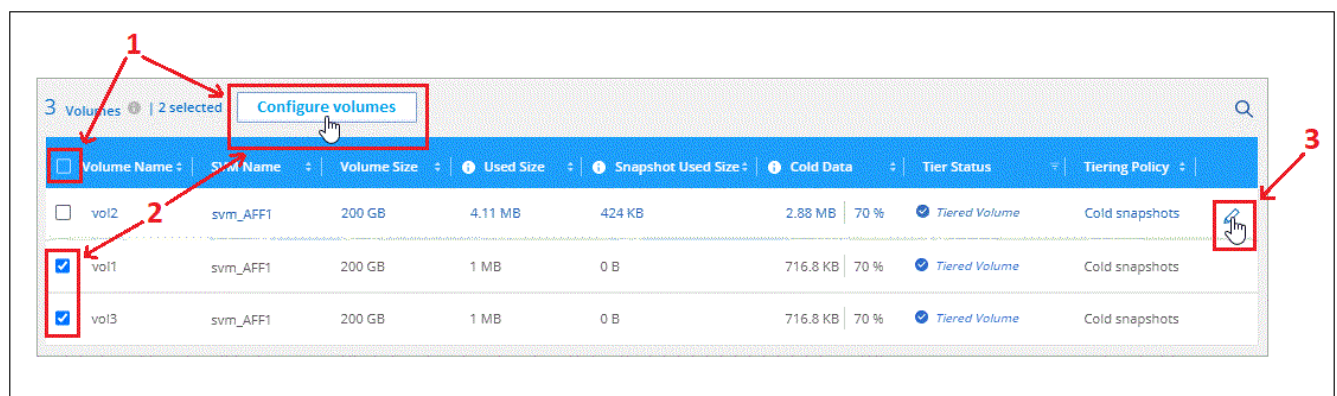 1
3 Volumes | 2 selected Configure volumes
3
Volume Name SVM Name Volume Size Used Size Snapshot Used Size Cold Data Tier Status Tiering Policy
2
vol2 svm_AFF1 200 GB 4.11 MB 424 KB 2.88 MB 70 % Tiered Volume Cold snapshots
vol1 svm_AFF1 200 GB 1 MB 0 B 716.8 KB 70 % Tiered Volume Cold snapshots
vol3 svm_AFF1 200 GB 1 MB 0 B 716.8 KB 70 % Tiered Volume Cold snapshots